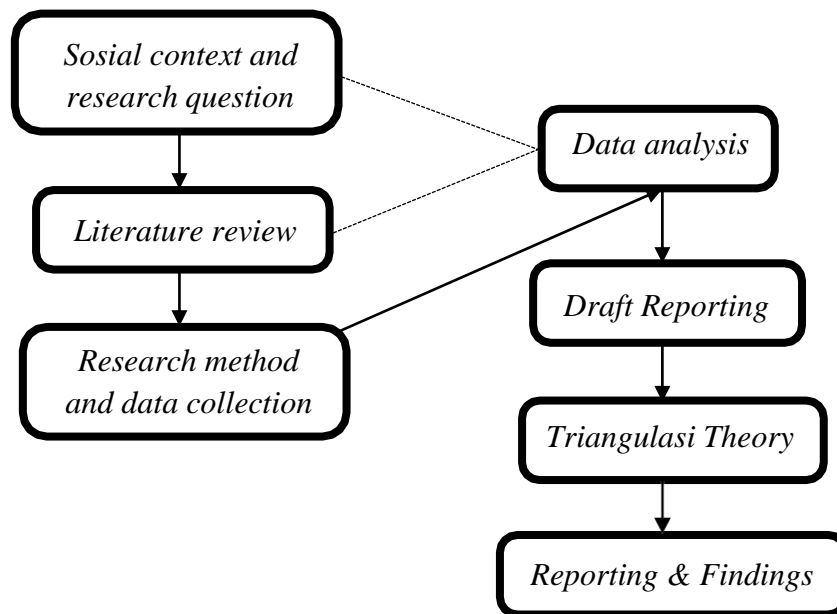 Sosial context and
research question
Literature review
Research method
and data collection
Data analysis
Draft Reporting
Triangulasi Theory
Reporting & Findings